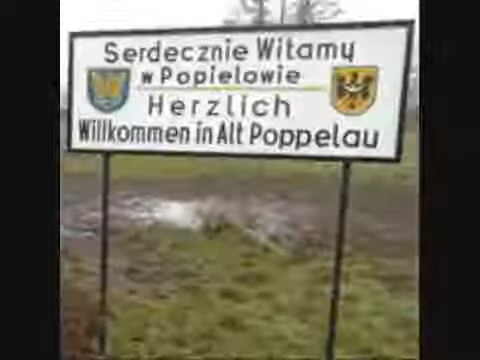 Serdecznie Witamy
w Popielowie
Herzlich
Willkommen in Alt Poppelau